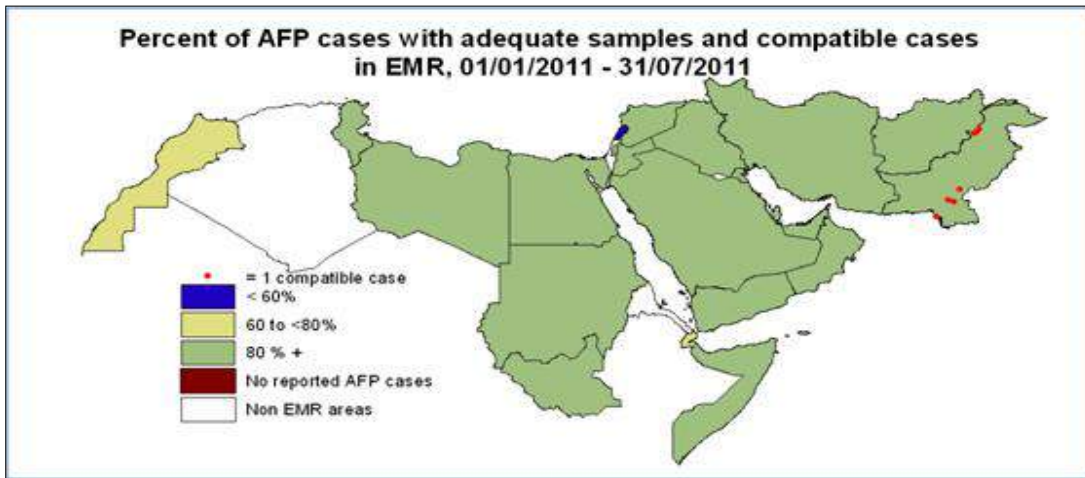 Percent of AFP cases with adequate samples and compatible cases
in EMR, 01/01/2011 - 31/07/2011
= 1 compatible case
< 60%
60 to <80%
80 % +
No reported AFP cases
Non EMR areas